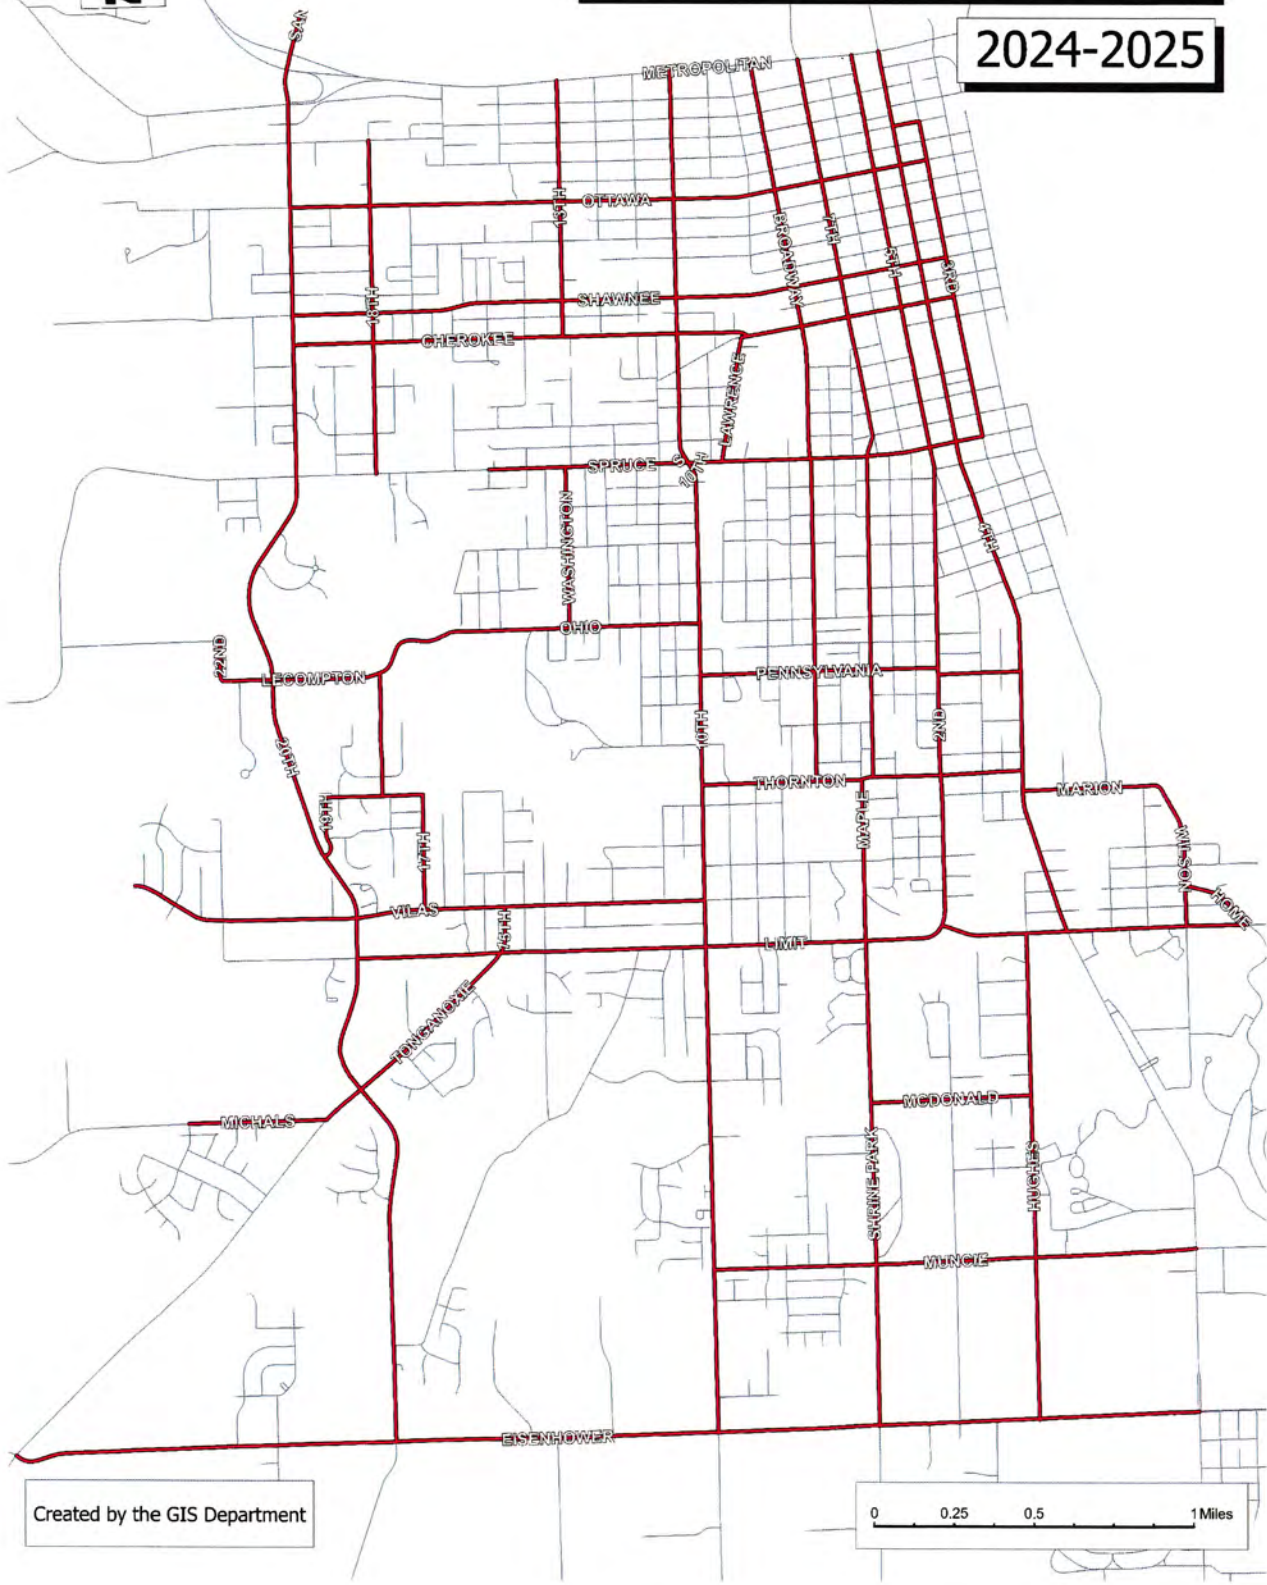 SAN
METROPOLITAN
2024-2025
13TH
OTTAWA
BROADWAY
7TH
5TH
3RD
18TH
SHAWNEE
CHEROKEE
LAWRENCE
SPRUCE
S 10TH
WASHINGTON
4TH
OHIO
22ND
LECOMPTON
PENNSYLVANIA
10TH
2ND
20TH
THORNTON
MARION
19TH
MAPLE
17TH
WILSON
HOME
VILAS
15TH
LIMIT
TONGANOXIE
MICHALS
MCDONALD
SHRINE PARK
HUGHES
MUNCIE
EISENHOWER
Created by the GIS Department
0 0.25 0.5 1 Miles